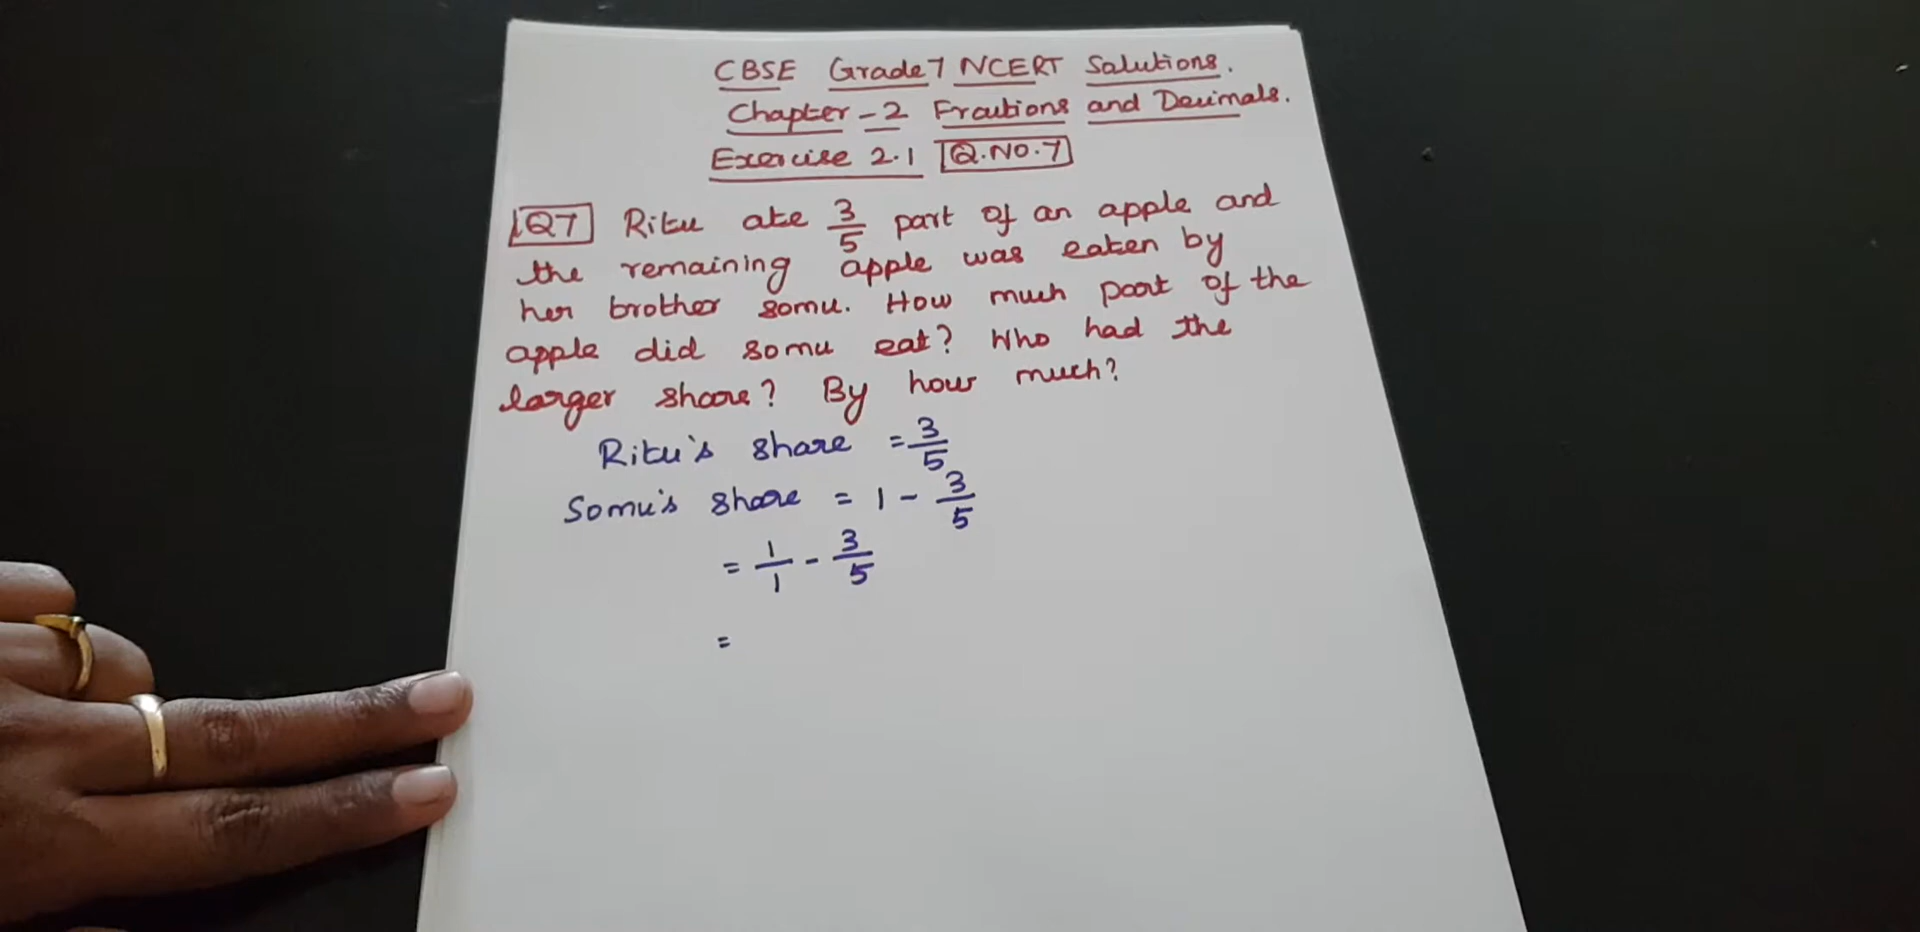 CBSE Grade 7 NCERT Solutions.
Chapter - 2 Fractions and Decimals.
Exercise 2.1 Q.NO.7
Q7 Ritu ate 3/5 part of an apple and
the remaining apple was eaten by
her brother somu. How much part of the
apple did somu eat? Who had the
larger share? By how much?
Ritu's share = 3/5
Somu's share = 1 - 3/5
= 1/1 - 3/5
=